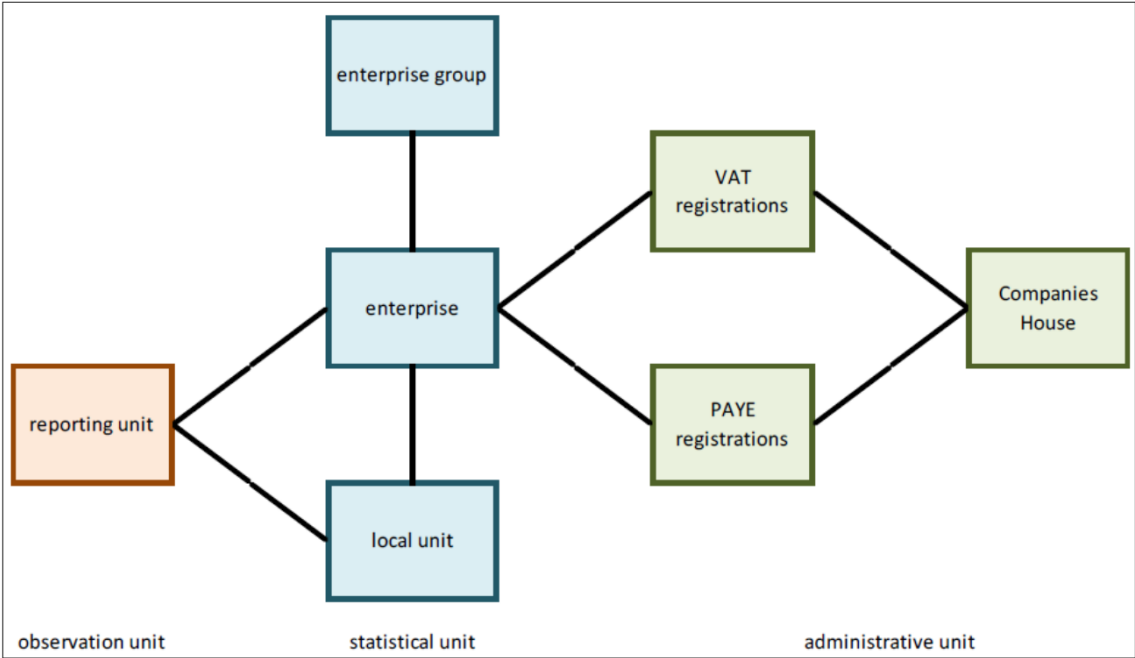 enterprise group
VAT
registrations
enterprise
Companies
House
reporting unit
PAYE
registrations
local unit
observation unit
statistical unit
administrative unit